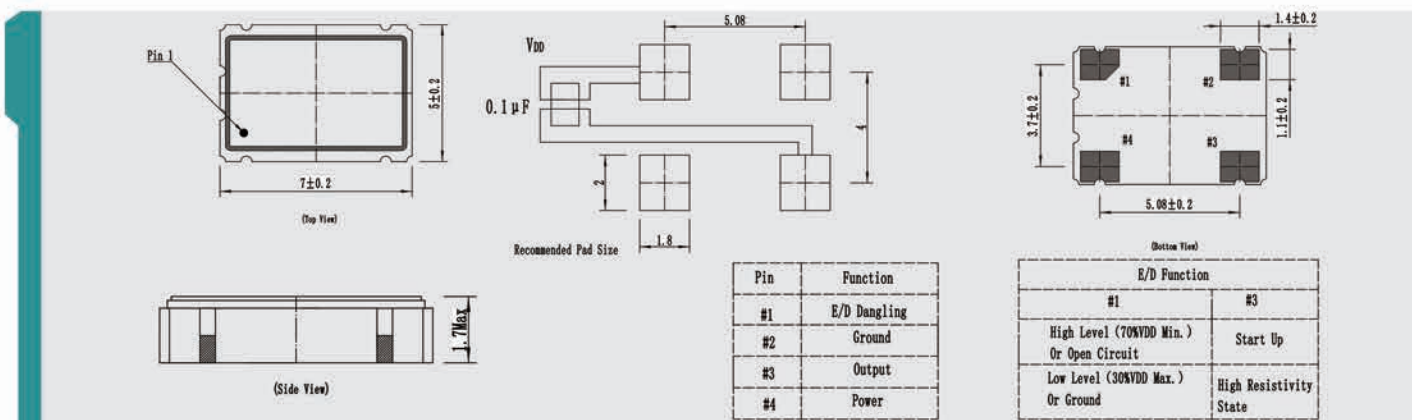 Pin 1
5±0.2
7±0.2
(Top View)
1.7Max
(Side View)
VDD
0.1μF
5.08
4
2
1.8
Recommended Pad Size
1.4±0.2
1.1±0.2
3.7±0.2
#1
#2
#4
#3
5.08±0.2
(Bottom View)
Pin Function
#1 E/D Dangling
#2 Ground
#3 Output
#4 Power
E/D Function
#1 #3
High Level (70%VDD Min.)
Or Open Circuit
Start Up
Low Level (30%VDD Max.)
Or Ground
High Resistivity
State